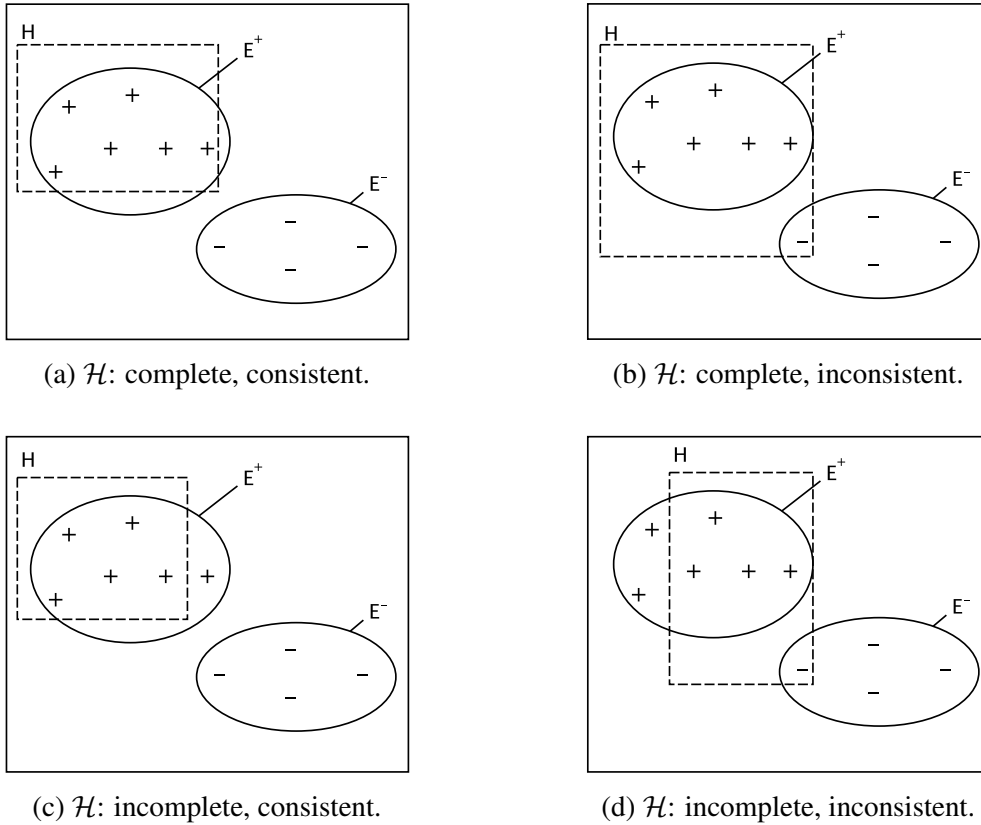 H
E⁺
+ +
+ + + +
E⁻
− − − −
(a) ℋ: complete, consistent.
H
E⁺
+ +
+ + + +
E⁻
− − − −
(b) ℋ: complete, inconsistent.
H
E⁺
+ +
+ + + +
E⁻
− − − −
(c) ℋ: incomplete, consistent.
H
E⁺
+ +
+ + + +
E⁻
− − − −
(d) ℋ: incomplete, inconsistent.